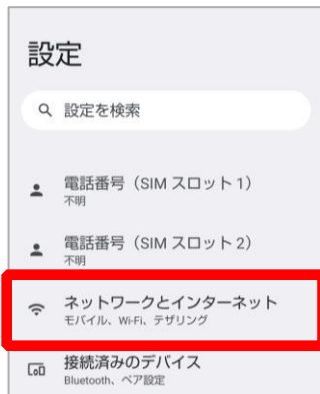 設定
設定を検索
電話番号（SIM スロット 1）
不明
電話番号（SIM スロット 2）
不明
ネットワークとインターネット
モバイル、Wi-Fi、テザリング
接続済みのデバイス
Bluetooth、ペア設定